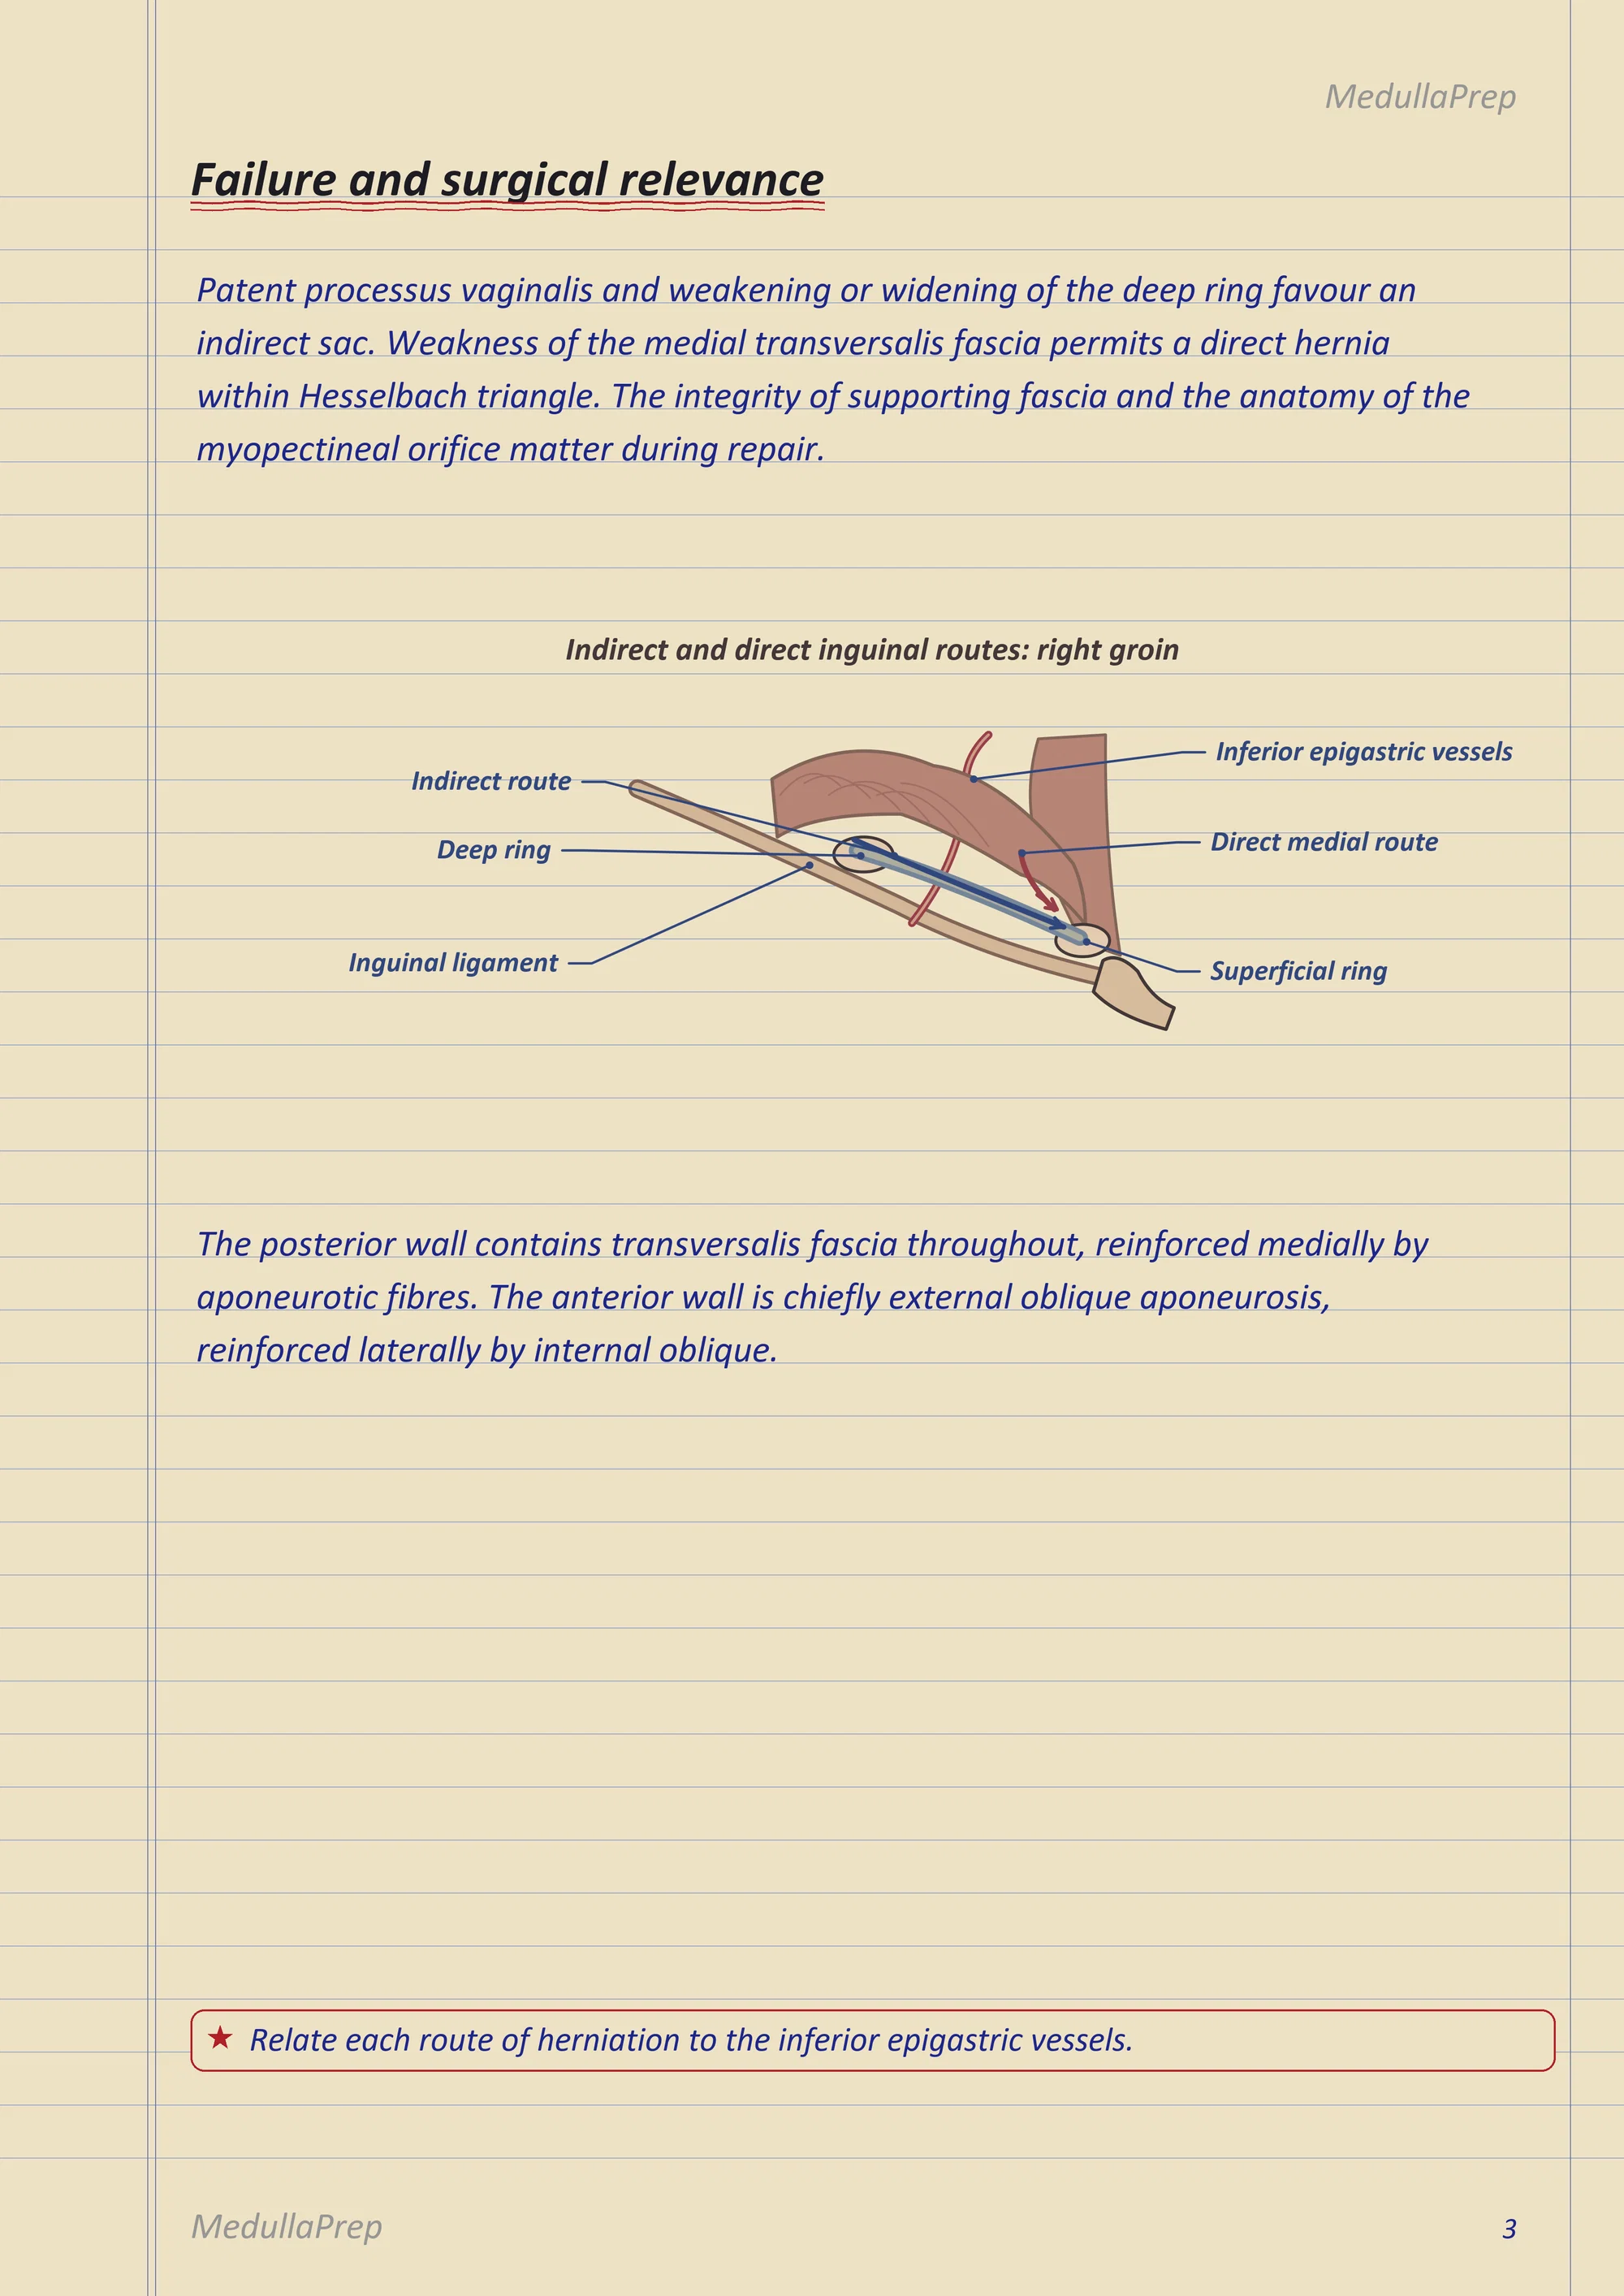 MedullaPrep
Failure and surgical relevance
Patent processus vaginalis and weakening or widening of the deep ring favour an
indirect sac. Weakness of the medial transversalis fascia permits a direct hernia
within Hesselbach triangle. The integrity of supporting fascia and the anatomy of the
myopectineal orifice matter during repair.
Indirect and direct inguinal routes: right groin
Inferior epigastric vessels
Indirect route
Direct medial route
Deep ring
Inguinal ligament
Superficial ring
The posterior wall contains transversalis fascia throughout, reinforced medially by
aponeurotic fibres. The anterior wall is chiefly external oblique aponeurosis,
reinforced laterally by internal oblique.
★ Relate each route of herniation to the inferior epigastric vessels.
MedullaPrep
3